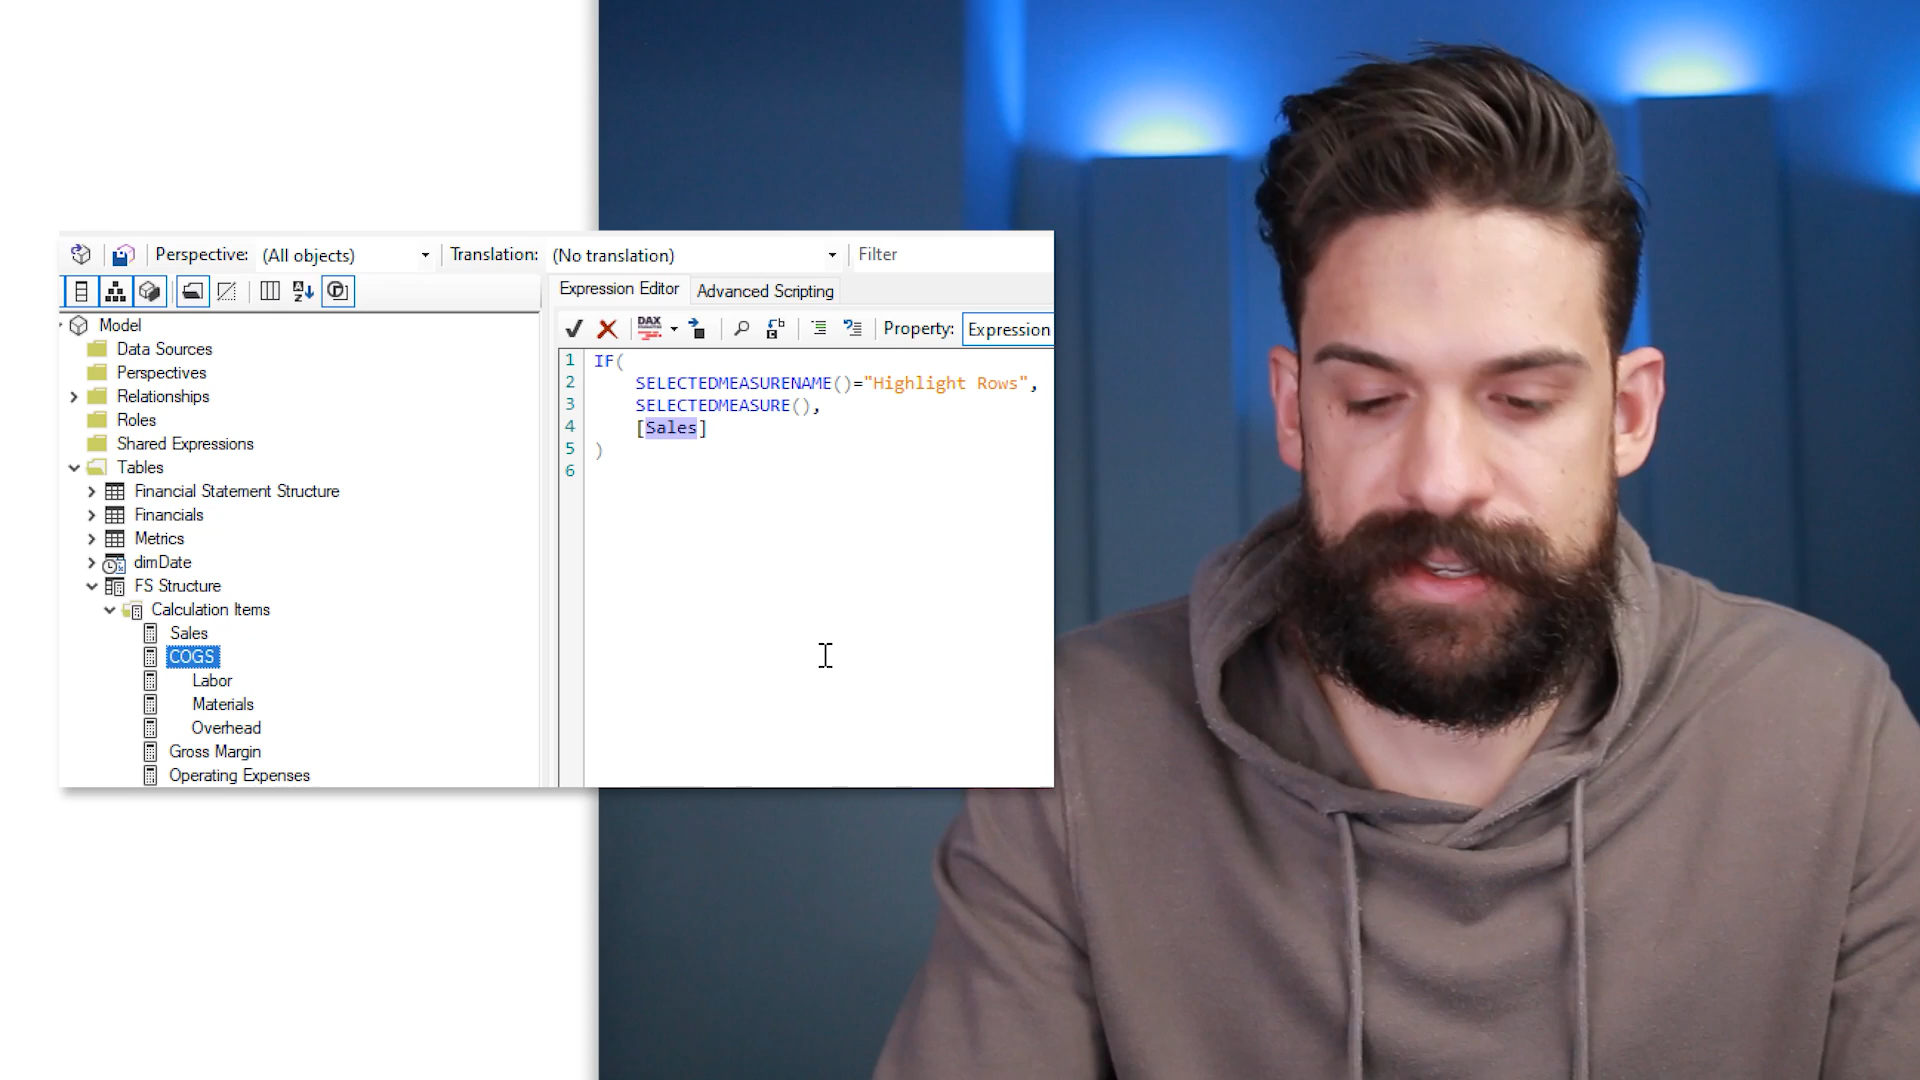 Perspective: (All objects) Translation: (No translation) Filter
Expression Editor Advanced Scripting
Property: Expression
Model
Data Sources
Perspectives
Relationships
Roles
Shared Expressions
Tables
Financial Statement Structure
Financials
Metrics
dimDate
FS Structure
Calculation Items
Sales
COGS
Labor
Materials
Overhead
Gross Margin
Operating Expenses
1 IF(
2 SELECTEDMEASURENAME()="Highlight Rows",
3 SELECTEDMEASURE(),
4 [Sales]
5 )
6
DAX